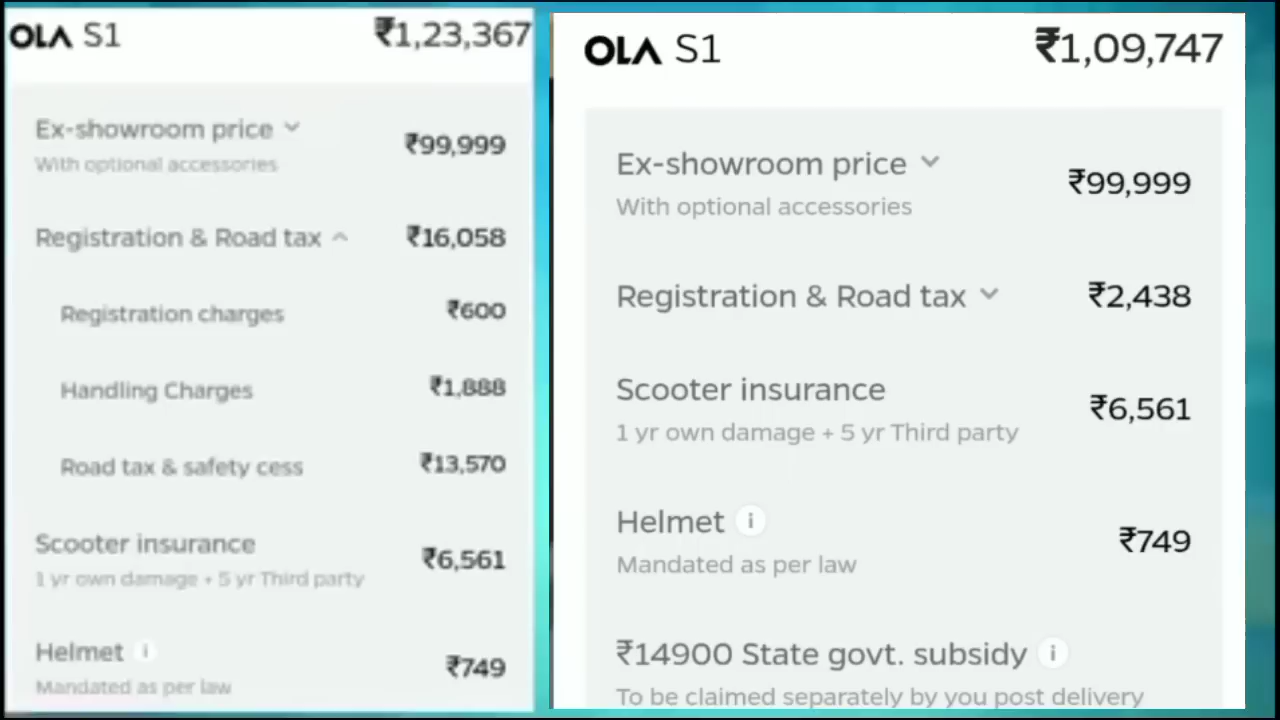 OLA S1 ₹1,23,367
Ex-showroom price ₹99,999
With optional accessories
Registration & Road tax ₹16,058
Registration charges ₹600
Handling Charges ₹1,888
Road tax & safety cess ₹13,570
Scooter insurance ₹6,561
1 yr own damage + 5 yr Third party
Helmet i ₹749
Mandated as per law
OLA S1 ₹1,09,747
Ex-showroom price ₹99,999
With optional accessories
Registration & Road tax ₹2,438
Scooter insurance ₹6,561
1 yr own damage + 5 yr Third party
Helmet i ₹749
Mandated as per law
₹14900 State govt. subsidy i
To be claimed separately by you post delivery